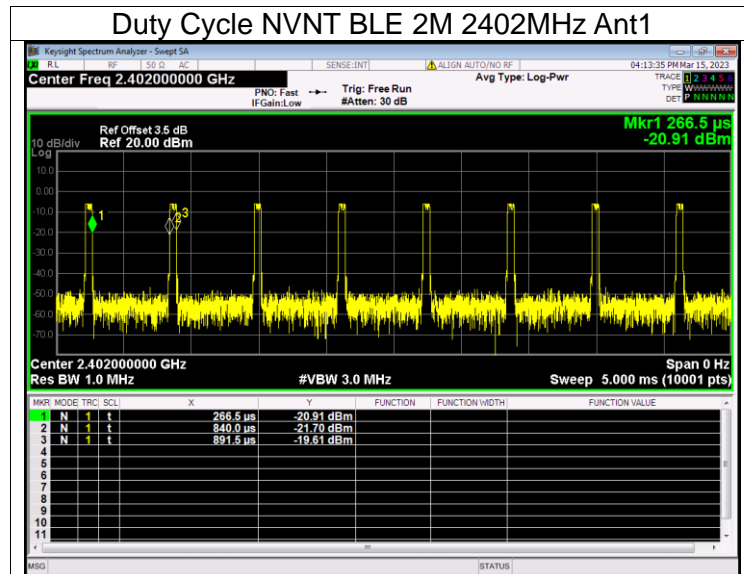 Duty Cycle NVNT BLE 2M 2402MHz Ant1
Keysight Spectrum Analyzer - Swept SA
RL RF 50 Ω AC SENSE:INT ALIGN AUTO/NO RF 04:13:35 PM Mar 15, 2023
Center Freq 2.402000000 GHz Avg Type: Log-Pwr TRACE 1 2 3 4 5 6
PNO: Fast Trig: Free Run TYPE W
IFGain:Low #Atten: 30 dB DET P N N N N N
Mkr1 266.5 µs
Ref Offset 3.5 dB
10 dB/div Ref 20.00 dBm -20.91 dBm
Log
10.0
0.00
-10.0
1 2 3
-20.0
-30.0
-40.0
-50.0
-60.0
-70.0
Center 2.402000000 GHz Span 0 Hz
Res BW 1.0 MHz #VBW 3.0 MHz Sweep 5.000 ms (10001 pts)
MKR MODE TRC SCL X Y FUNCTION FUNCTION WIDTH FUNCTION VALUE
1 N 1 t 266.5 µs -20.91 dBm
2 N 1 t 840.0 µs -21.70 dBm
3 N 1 t 891.5 µs -19.61 dBm
4
5
6
7
8
9
10
11
MSG STATUS